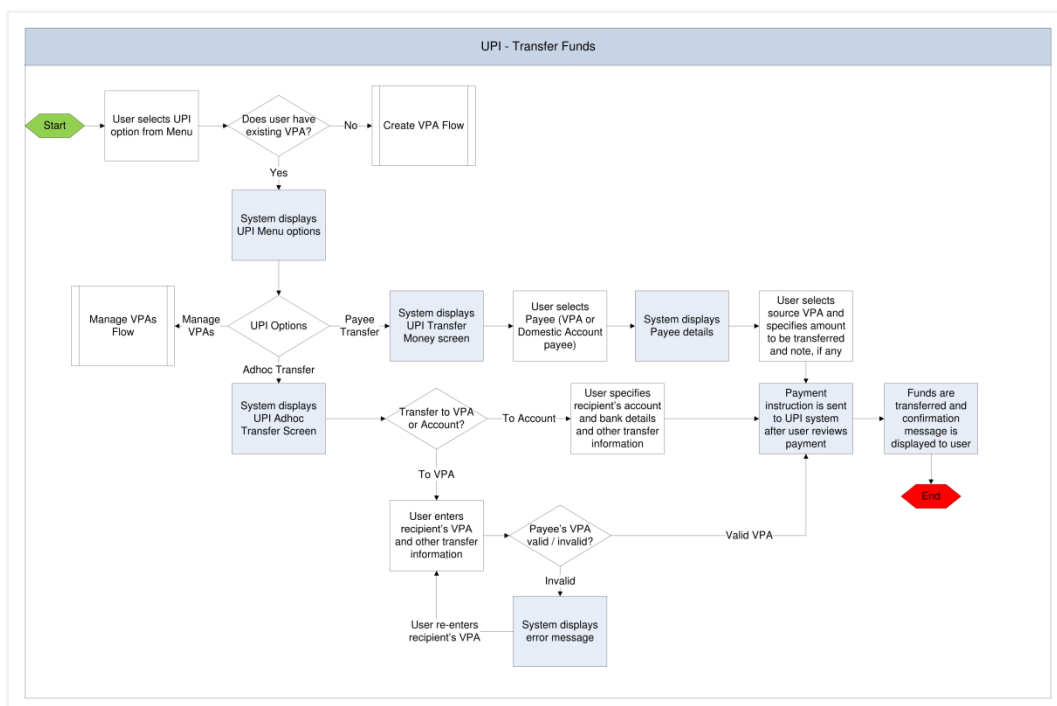 UPI - Transfer Funds
Start
User selects UPI
option from Menu
Does user have
existing VPA?
No
Create VPA Flow
Yes
System displays
UPI Menu options
Manage VPAs
Flow
Manage
VPAs
UPI Options
Payee
Transfer
System displays
UPI Transfer
Money screen
User selects
Payee (VPA or
Domestic Account
payee)
System displays
Payee details
User selects
source VPA and
specifies amount
to be transferred
and note, if any
Adhoc Transfer
System displays
UPI Adhoc
Transfer Screen
Transfer to VPA
or Account?
To Account
User specifies
recipient's account
and bank details
and other transfer
information
Payment
instruction is sent
to UPI system
after user reviews
payment
Funds are
transferred and
confirmation
message is
displayed to user
End
To VPA
User enters
recipient's VPA
and other transfer
information
Payee's VPA
valid / invalid?
Valid VPA
Invalid
User re-enters
recipient's VPA
System displays
error message